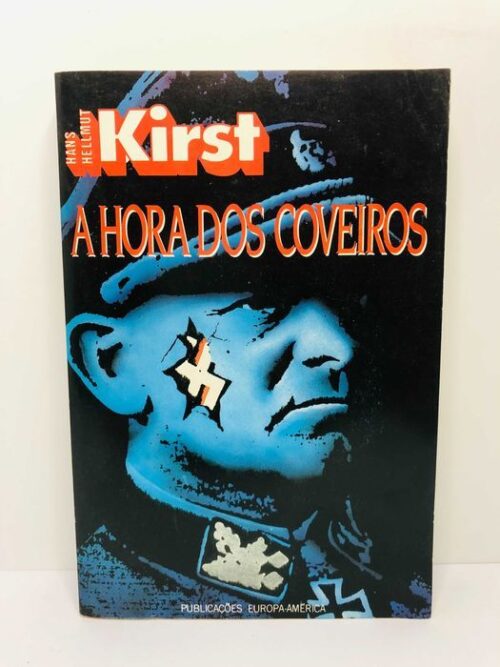 HANS
HELLMUT
Kirst
A HORA DOS COVEIROS
PUBLICAÇÕES EUROPA-AMÉRICA